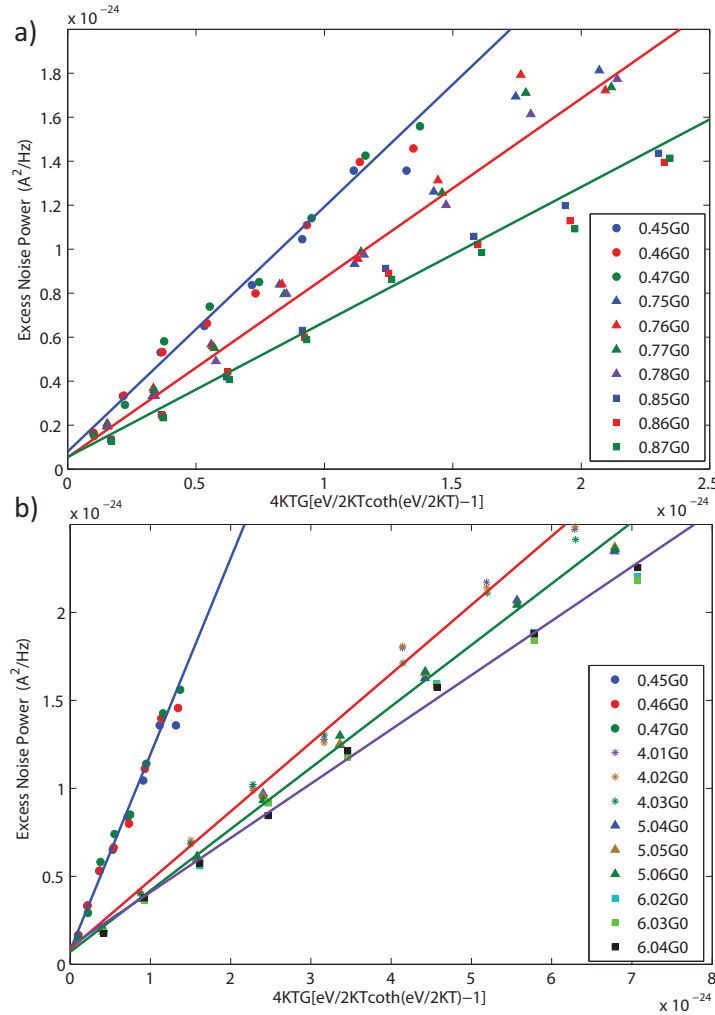 a)
x 10 −24
1.8
1.6
1.4
1.2
1
0.8
0.6
0.4
0.2
0
Excess Noise Power (A²/Hz)
0 0.5 1 1.5 2 2.5
4KTG[eV/2KTcoth(eV/2KT)−1]
x 10 −24
0.45G0
0.46G0
0.47G0
0.75G0
0.76G0
0.77G0
0.78G0
0.85G0
0.86G0
0.87G0
b)
x 10 −24
2
1.5
1
0.5
0
Excess Noise Power (A²/Hz)
0 1 2 3 4 5 6 7 8
4KTG[eV/2KTcoth(eV/2KT)−1]
x 10 −24
0.45G0
0.46G0
0.47G0
4.01G0
4.02G0
4.03G0
5.04G0
5.05G0
5.06G0
6.02G0
6.03G0
6.04G0